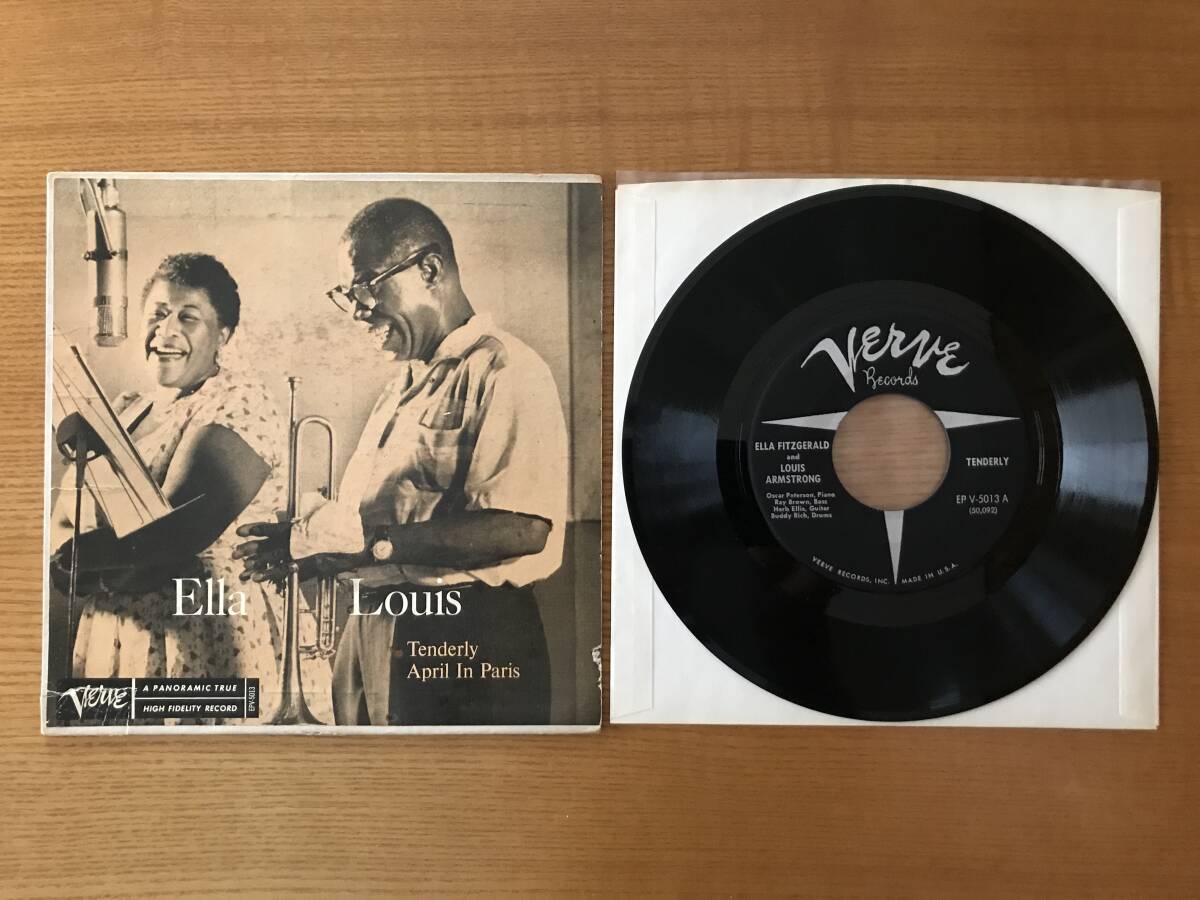 Ella Louis
Tenderly
April In Paris
Verve
A PANORAMIC TRUE
HIGH FIDELITY RECORD
EPV-5013
Verve
Records
ELLA FITZGERALD
and
LOUIS
ARMSTRONG
Oscar Peterson, Piano
Ray Brown, Bass
Herb Ellis, Guitar
Buddy Rich, Drums
TENDERLY
EP V-5013 A
(50,092)
VERVE RECORDS, INC. MADE IN U.S.A.